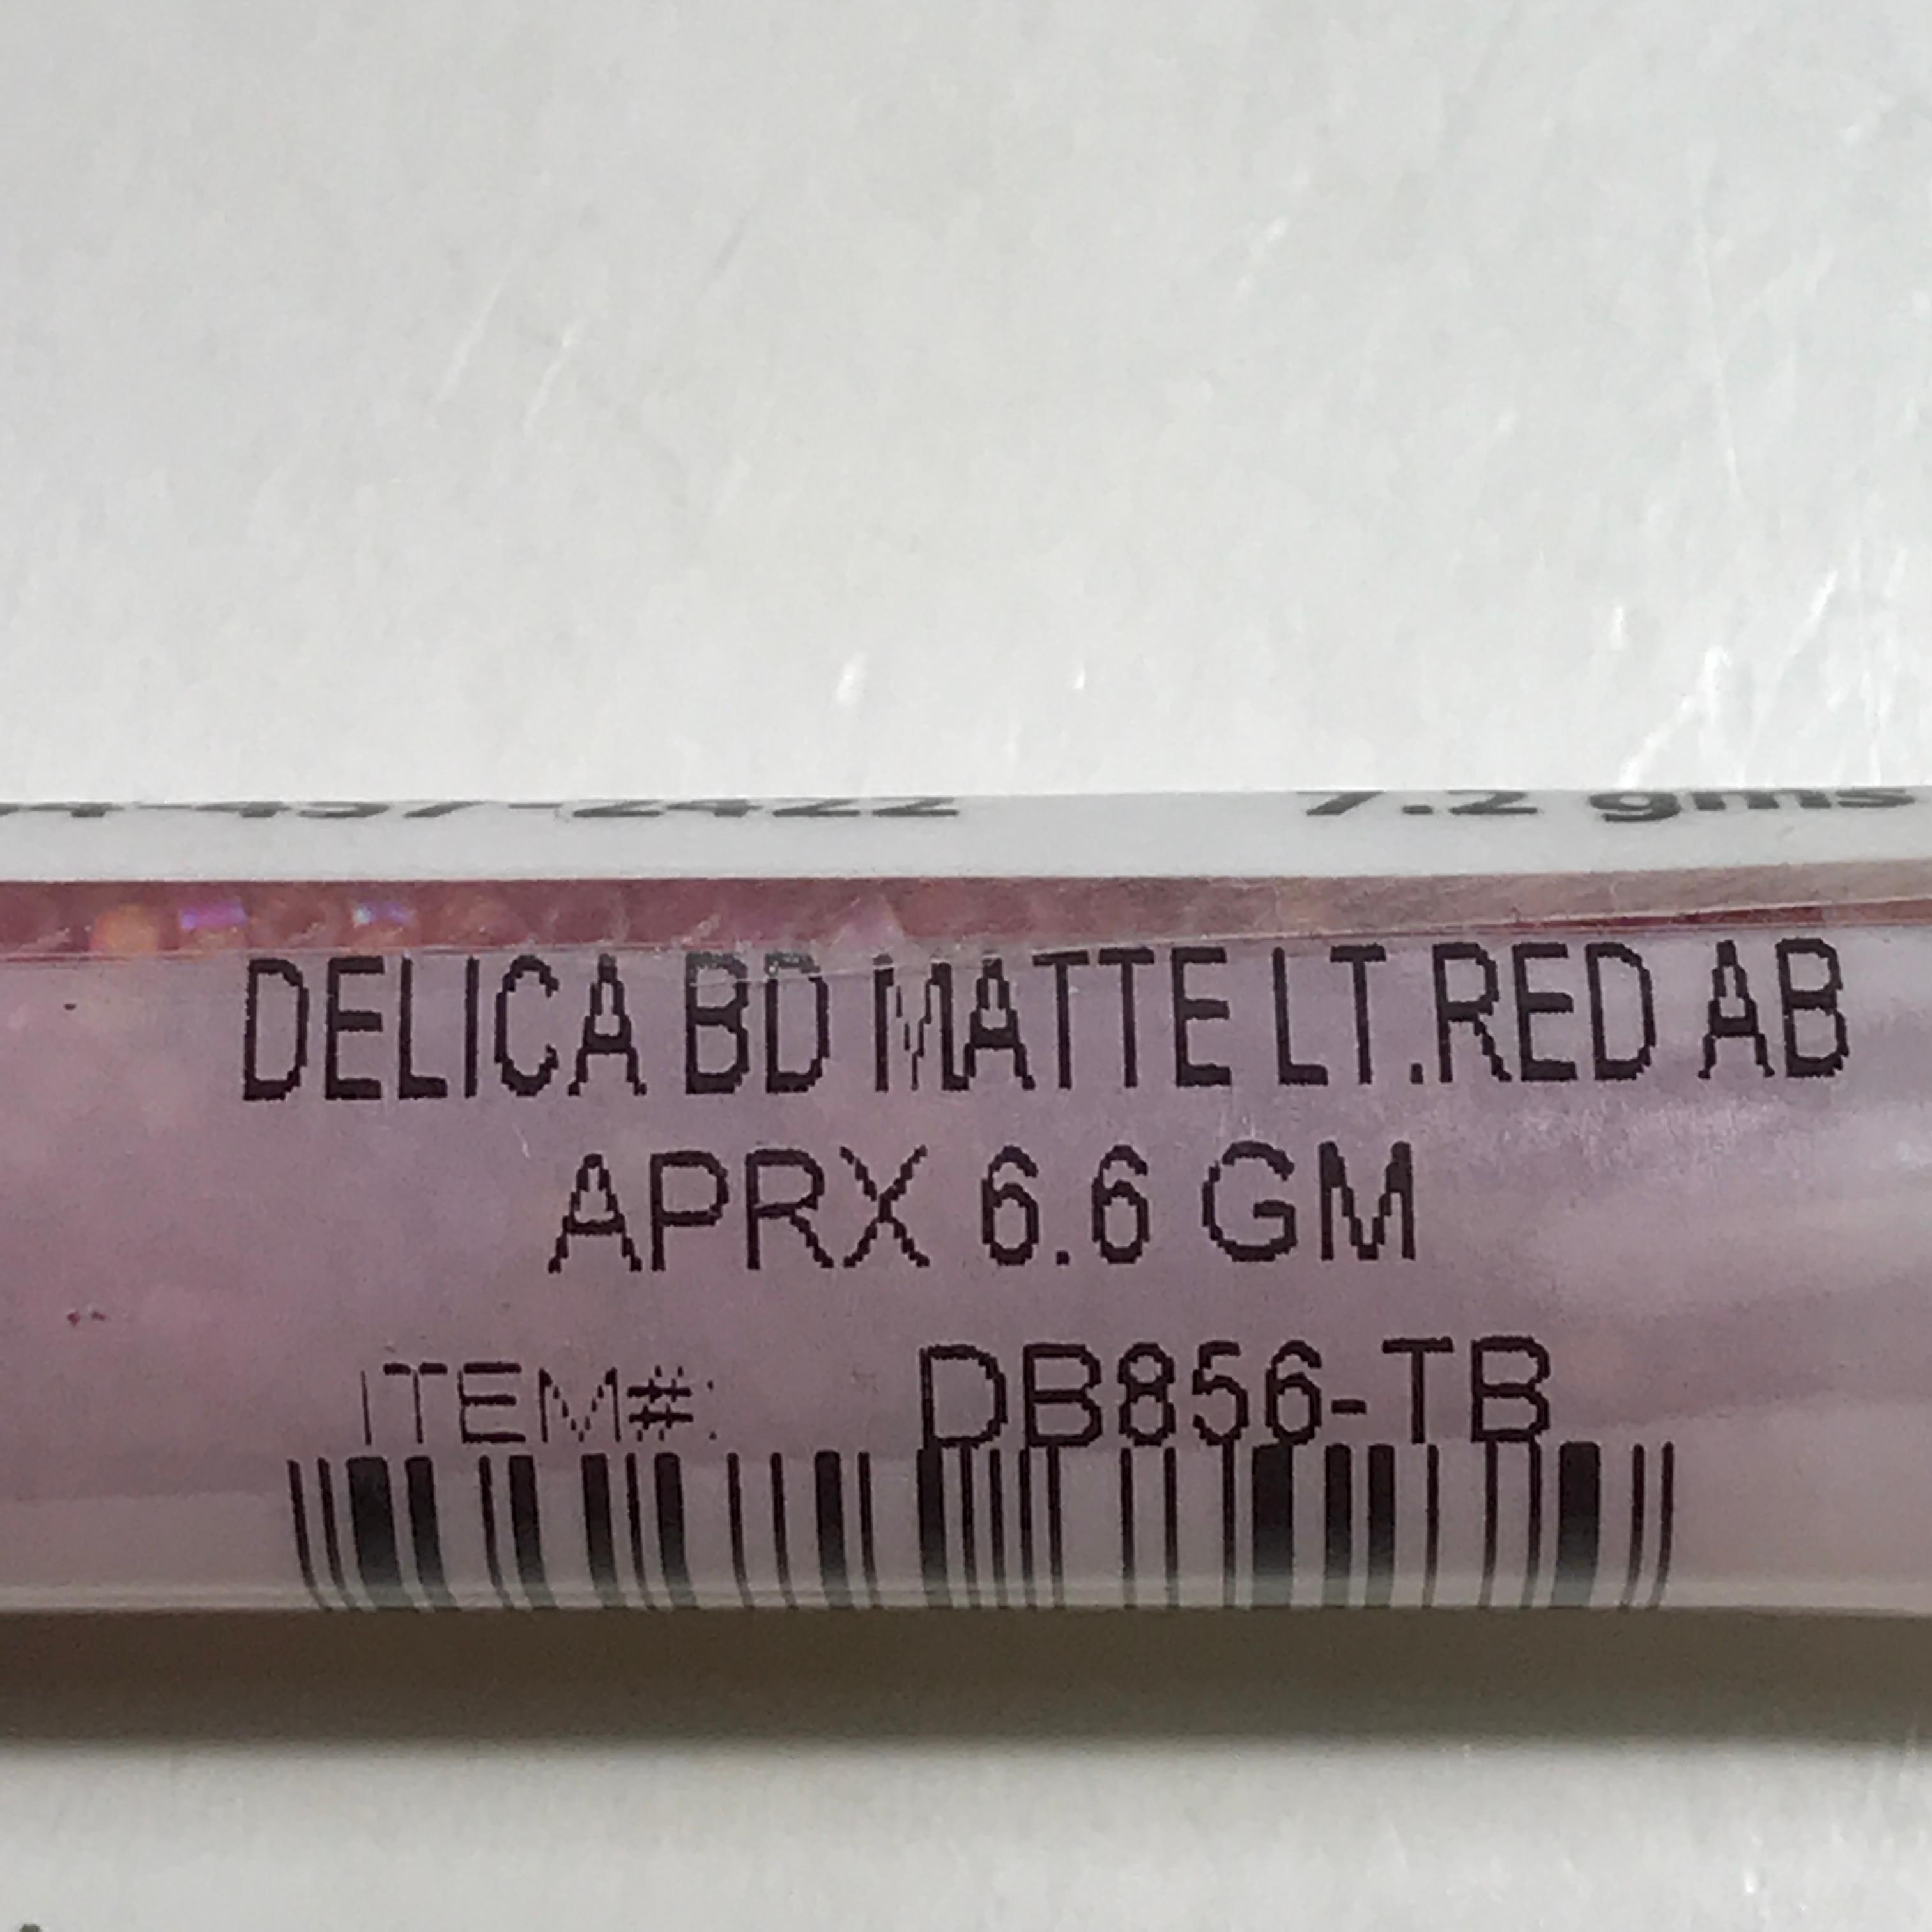 7.2 gms
DELICA BD MATTE LT.RED AB
APRX 6.6 GM
ITEM#: DB856-TB